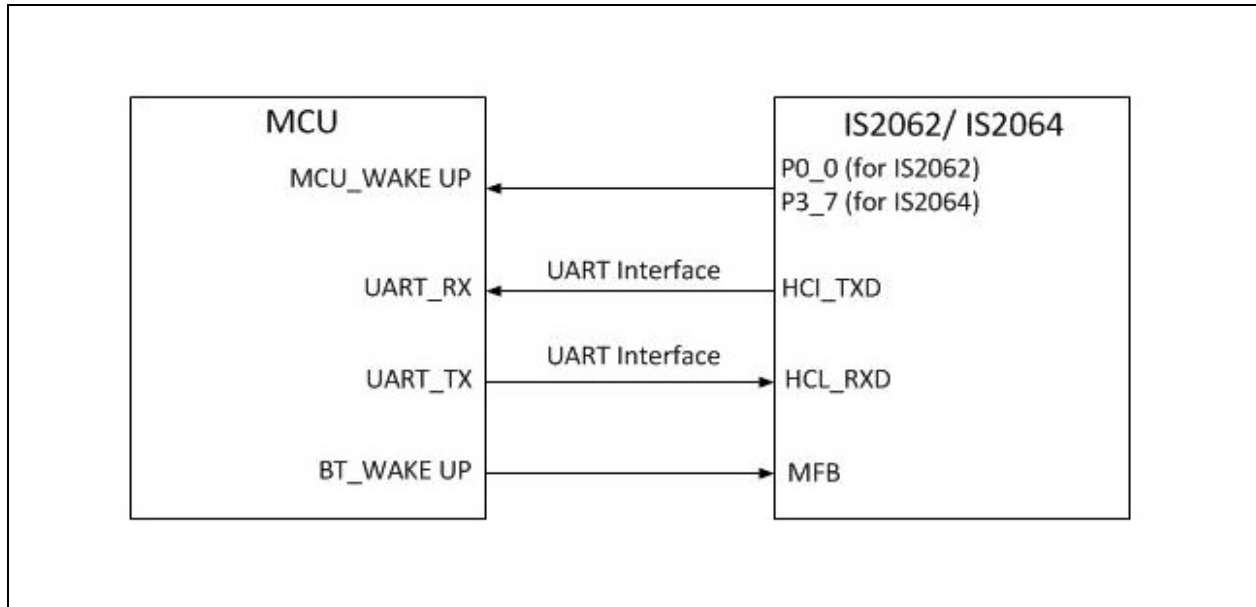 MCU
IS2062/ IS2064
MCU_WAKE UP
P0_0 (for IS2062)
P3_7 (for IS2064)
UART Interface
UART_RX
HCI_TXD
UART Interface
UART_TX
HCL_RXD
BT_WAKE UP
MFB